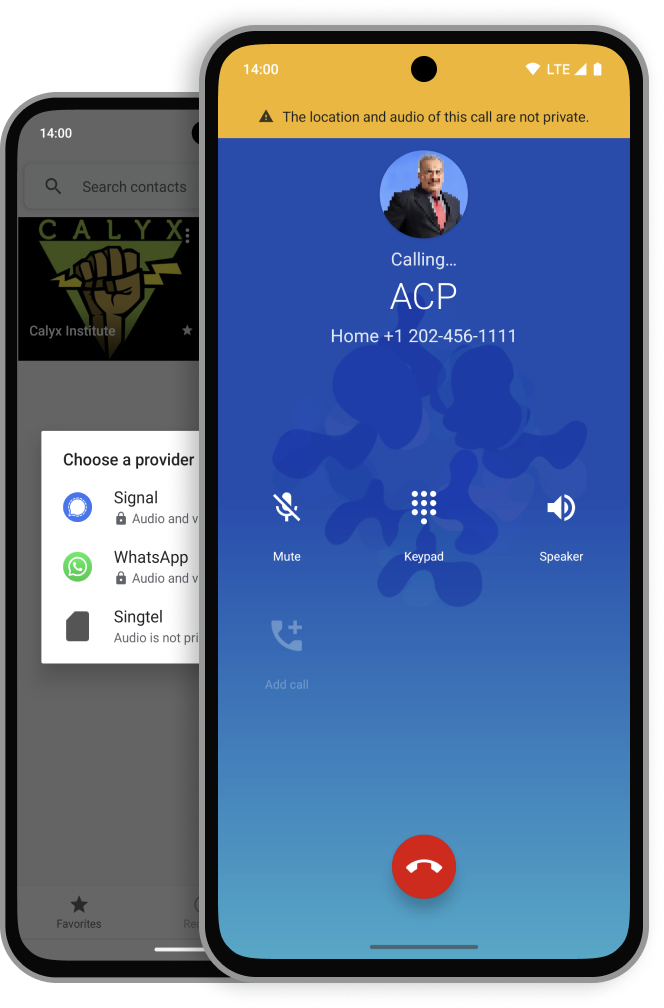 14:00
Search contacts
CALYX
Calyx Institute
Choose a provider
Signal
Audio and v
WhatsApp
Audio and v
Singtel
Audio is not pri
Favorites
14:00
LTE
The location and audio of this call are not private.
Calling...
ACP
Home +1 202-456-1111
Mute
Keypad
Speaker
Add call